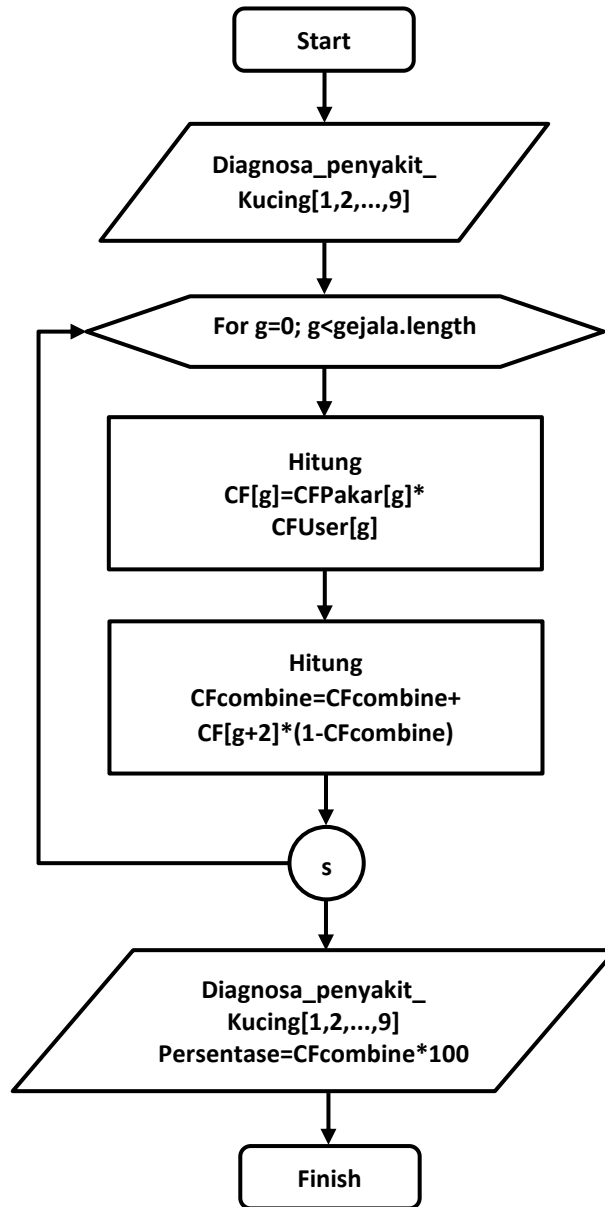 Start
Diagnosa_penyakit_
Kucing[1,2,...,9]
For g=0; g<gejala.length
Hitung
CF[g]=CFPakar[g]*
CFUser[g]
Hitung
CFcombine=CFcombine+
CF[g+2]*(1-CFcombine)
s
Diagnosa_penyakit_
Kucing[1,2,...,9]
Persentase=CFcombine*100
Finish